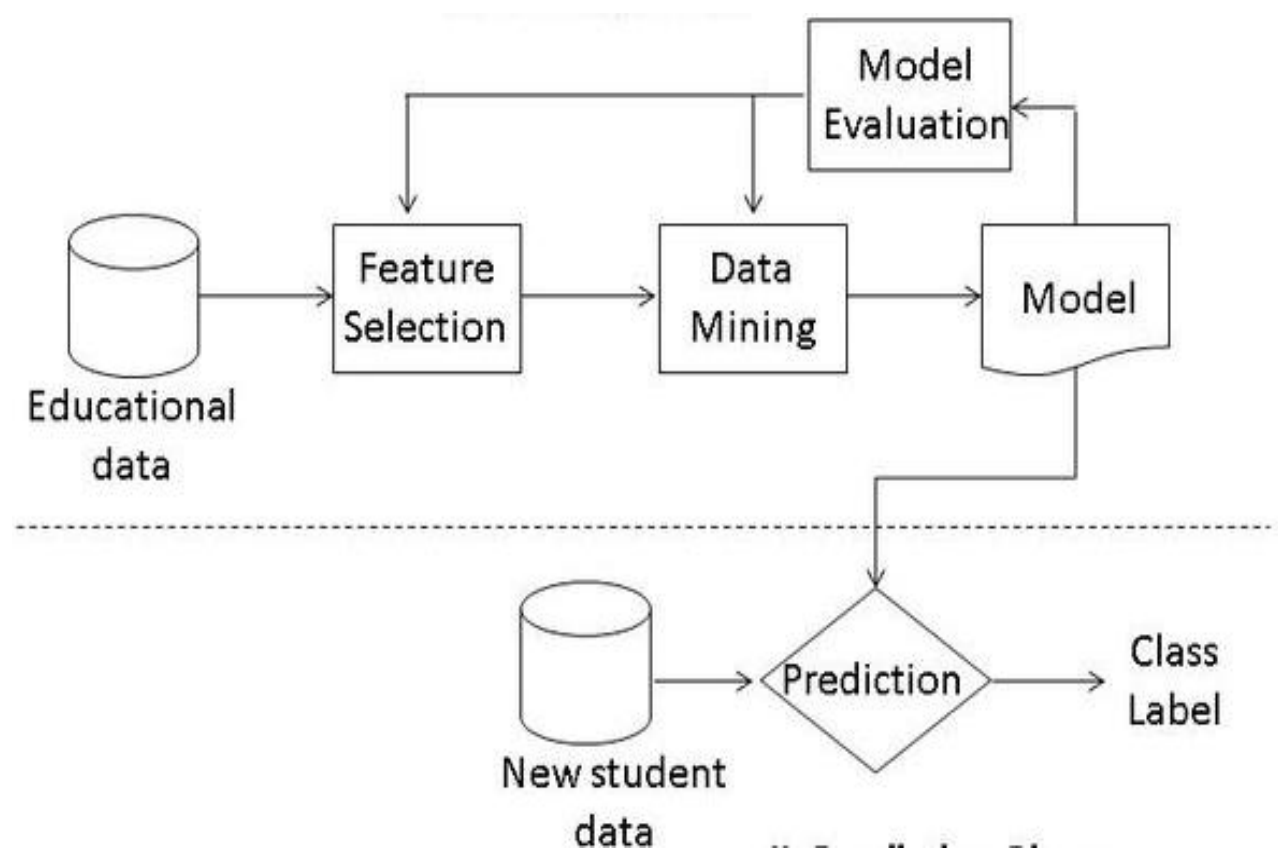 Model
Evaluation
Feature
Selection
Data
Mining
Model
Educational
data
Prediction
Class
Label
New student
data